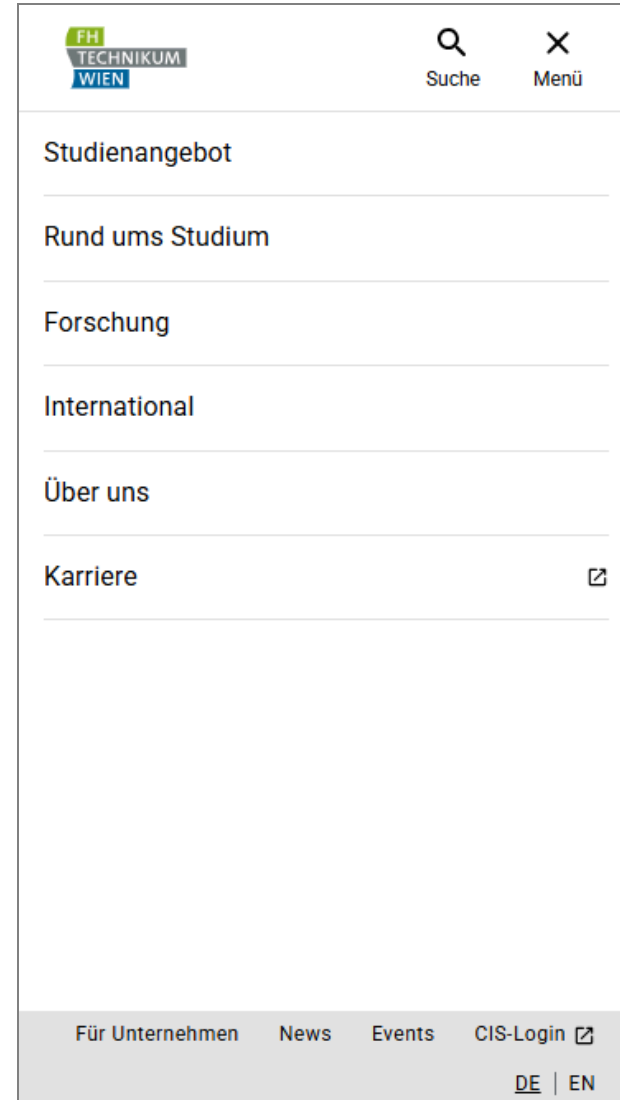 FH
TECHNIKUM
WIEN
Suche
Menü
Studienangebot
Rund ums Studium
Forschung
International
Über uns
Karriere
Für Unternehmen News Events CIS-Login
DE | EN